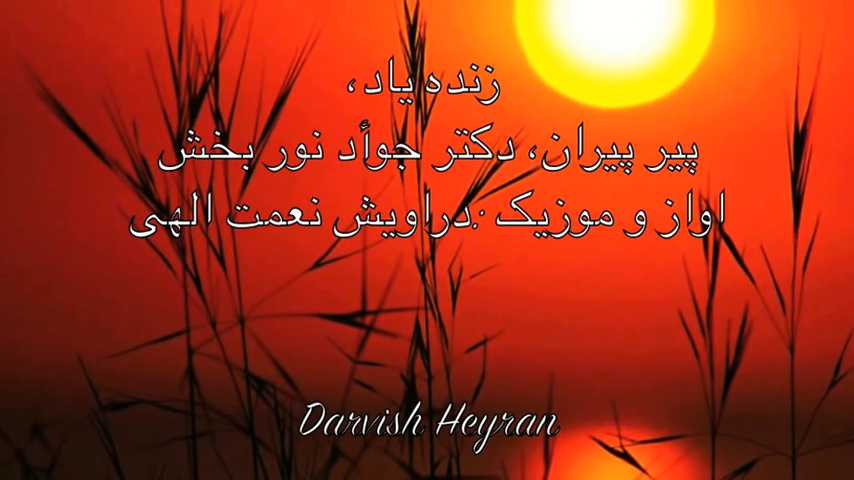 زنده یاد،
پیر پیران، دکتر جوأد نور بخش
اواز و موزیک :.دراویش نعمت الهی
Darvish Heyran